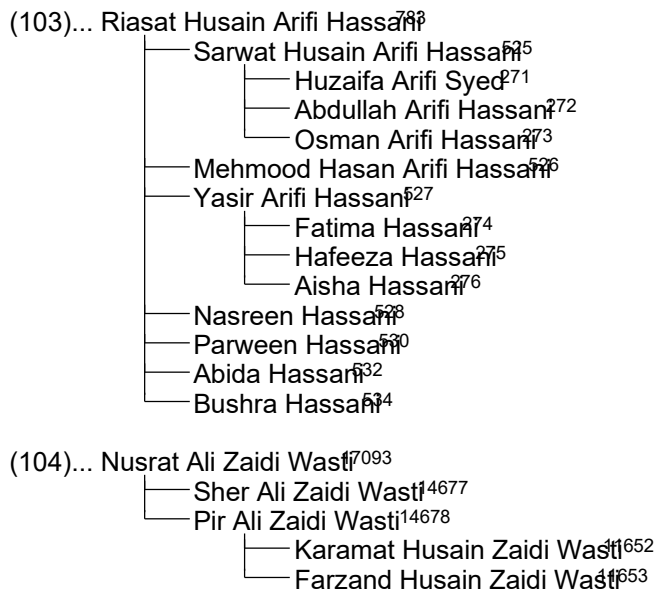 (103)... Riasat Husain Arifi Hassani783
Sarwat Husain Arifi Hassani525
Huzaifa Arifi Syed271
Abdullah Arifi Hassani272
Osman Arifi Hassani273
Mehmood Hasan Arifi Hassani526
Yasir Arifi Hassani527
Fatima Hassani274
Hafeeza Hassani275
Aisha Hassani276
Nasreen Hassani528
Parween Hassani530
Abida Hassani532
Bushra Hassani534
(104)... Nusrat Ali Zaidi Wasti17093
Sher Ali Zaidi Wasti14677
Pir Ali Zaidi Wasti14678
Karamat Husain Zaidi Wasti11652
Farzand Husain Zaidi Wasti11653